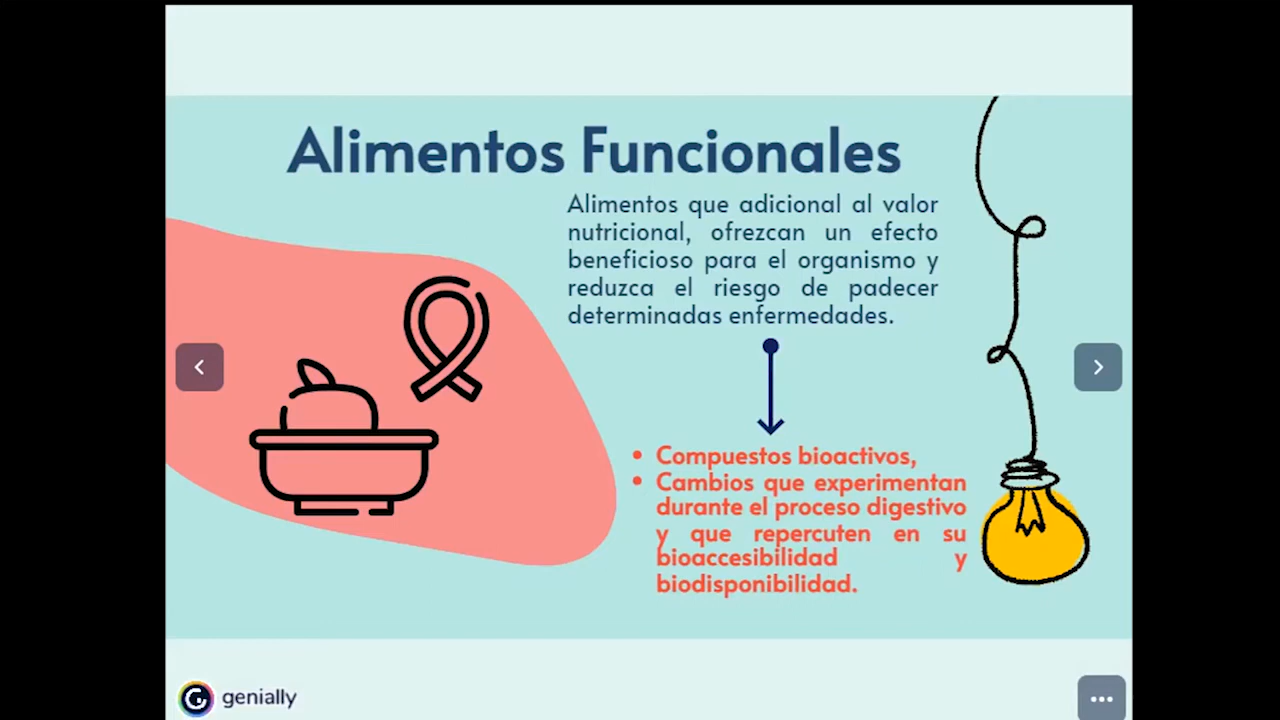 Alimentos Funcionales
Alimentos que adicional al valor
nutricional, ofrezcan un efecto
beneficioso para el organismo y
reduzca el riesgo de padecer
determinadas enfermedades.
• Compuestos bioactivos,
• Cambios que experimentan
durante el proceso digestivo
y que repercuten en su
bioaccesibilidad y
biodisponibilidad.
genially